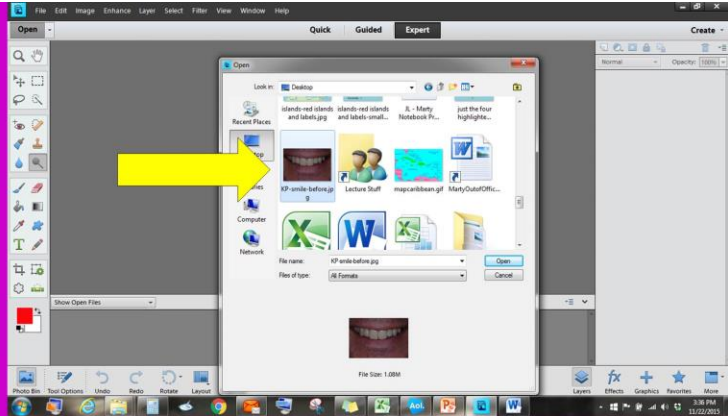 File Edit Image Enhance Layer Select Filter View Window Help
Open Quick Guided Expert Create
Open
Normal Opacity: 100%
Look in: Desktop
Recent Places
islands-red islands and labels.jpg
islands-red islands and labels-small...
JL - Marty Notebook Pr...
just the four highlighte...
KP-smile-before.jp
g
Lecture Stuff
mapcaribbean.gif
MartyOutofOffic...
Computer
Network
File name: KP smile-before.jpg Open
Files of type: All Formats Cancel
Show Open Files
File Size: 1.08M
Photo Bin Tool Options Undo Redo Rotate Layout Layers Effects Graphics Favorites More
Aol.
3:36 PM